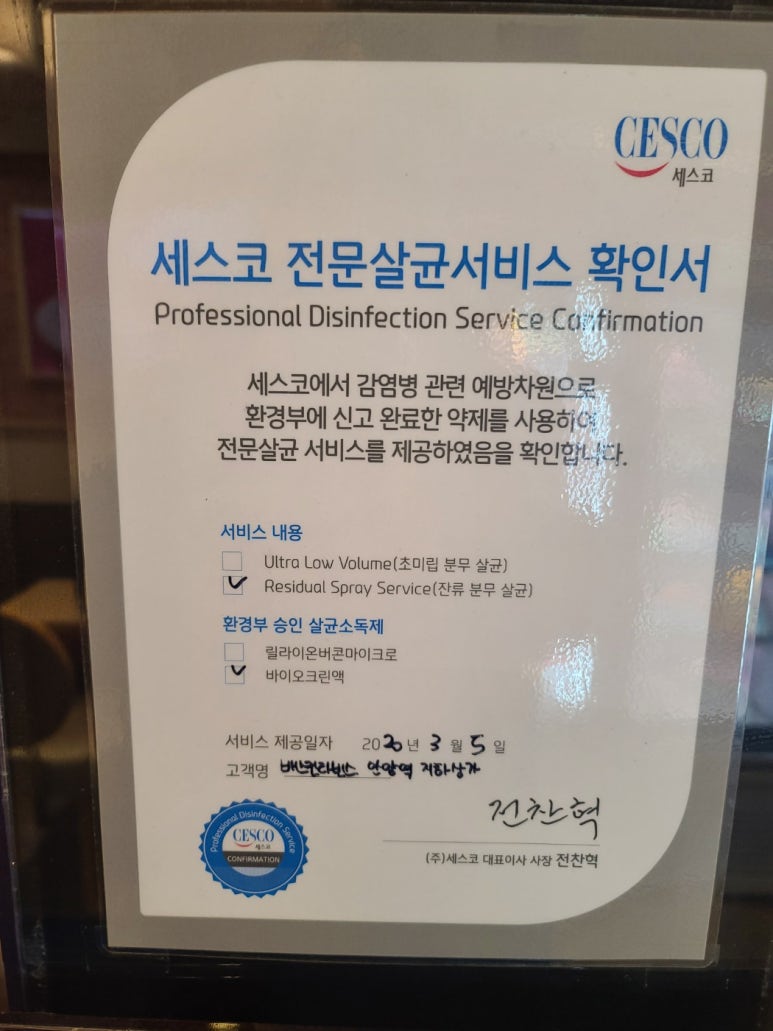 CESCO
세스코
세스코 전문살균서비스 확인서
Professional Disinfection Service Confirmation
세스코에서 감염병 관련 예방차원으로
환경부에 신고 완료한 약제를 사용하여
전문살균 서비스를 제공하였음을 확인합니다.
서비스 내용
Ultra Low Volume(초미립 분무 살균)
Residual Spray Service(잔류 분무 살균)
환경부 승인 살균소독제
릴라이온버콘마이크로
바이오크린액
서비스 제공일자 2020년 3월 5일
고객명 배스킨라빈스 안양역 지하상가
Professional Disinfection Service
CESCO
세스코
CONFIRMATION
전찬혁
(주)세스코 대표이사 사장 전찬혁